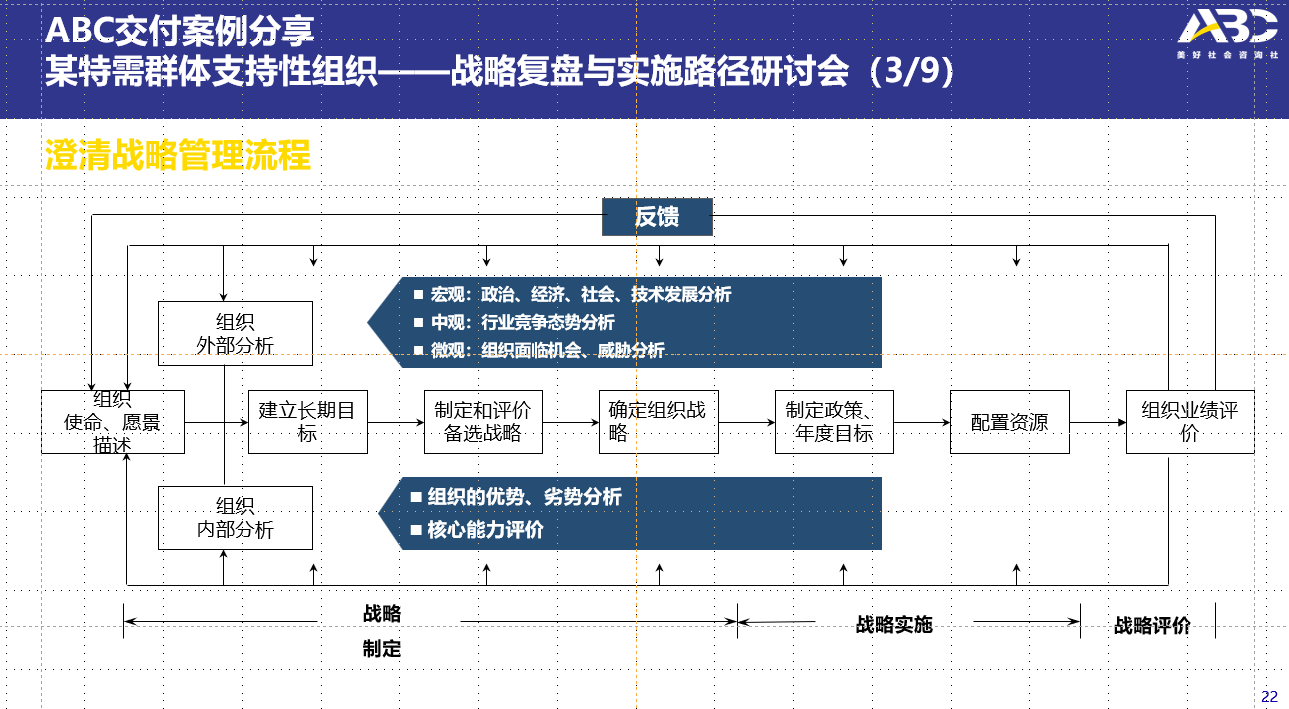 ABC交付案例分享
某特需群体支持性组织——战略复盘与实施路径研讨会（3/9）
ABC
美好社会咨询社
澄清战略管理流程
反馈
■ 宏观：政治、经济、社会、技术发展分析
■ 中观：行业竞争态势分析
■ 微观：组织面临机会、威胁分析
组织
外部分析
组织
使命、愿景
描述
建立长期目
标
制定和评价
备选战略
确定组织战
略
制定政策、
年度目标
配置资源
组织业绩评
价
组织
内部分析
■ 组织的优势、劣势分析
■ 核心能力评价
战略
制定
战略实施
战略评价
22